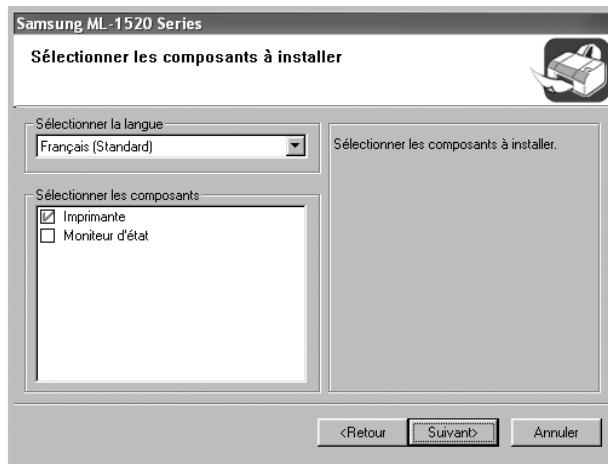 Samsung ML-1520 Series
Sélectionner les composants à installer
Sélectionner la langue
Français (Standard)
Sélectionner les composants à installer.
Sélectionner les composants
Imprimante
Moniteur d'état
<Retour
Suivant>
Annuler